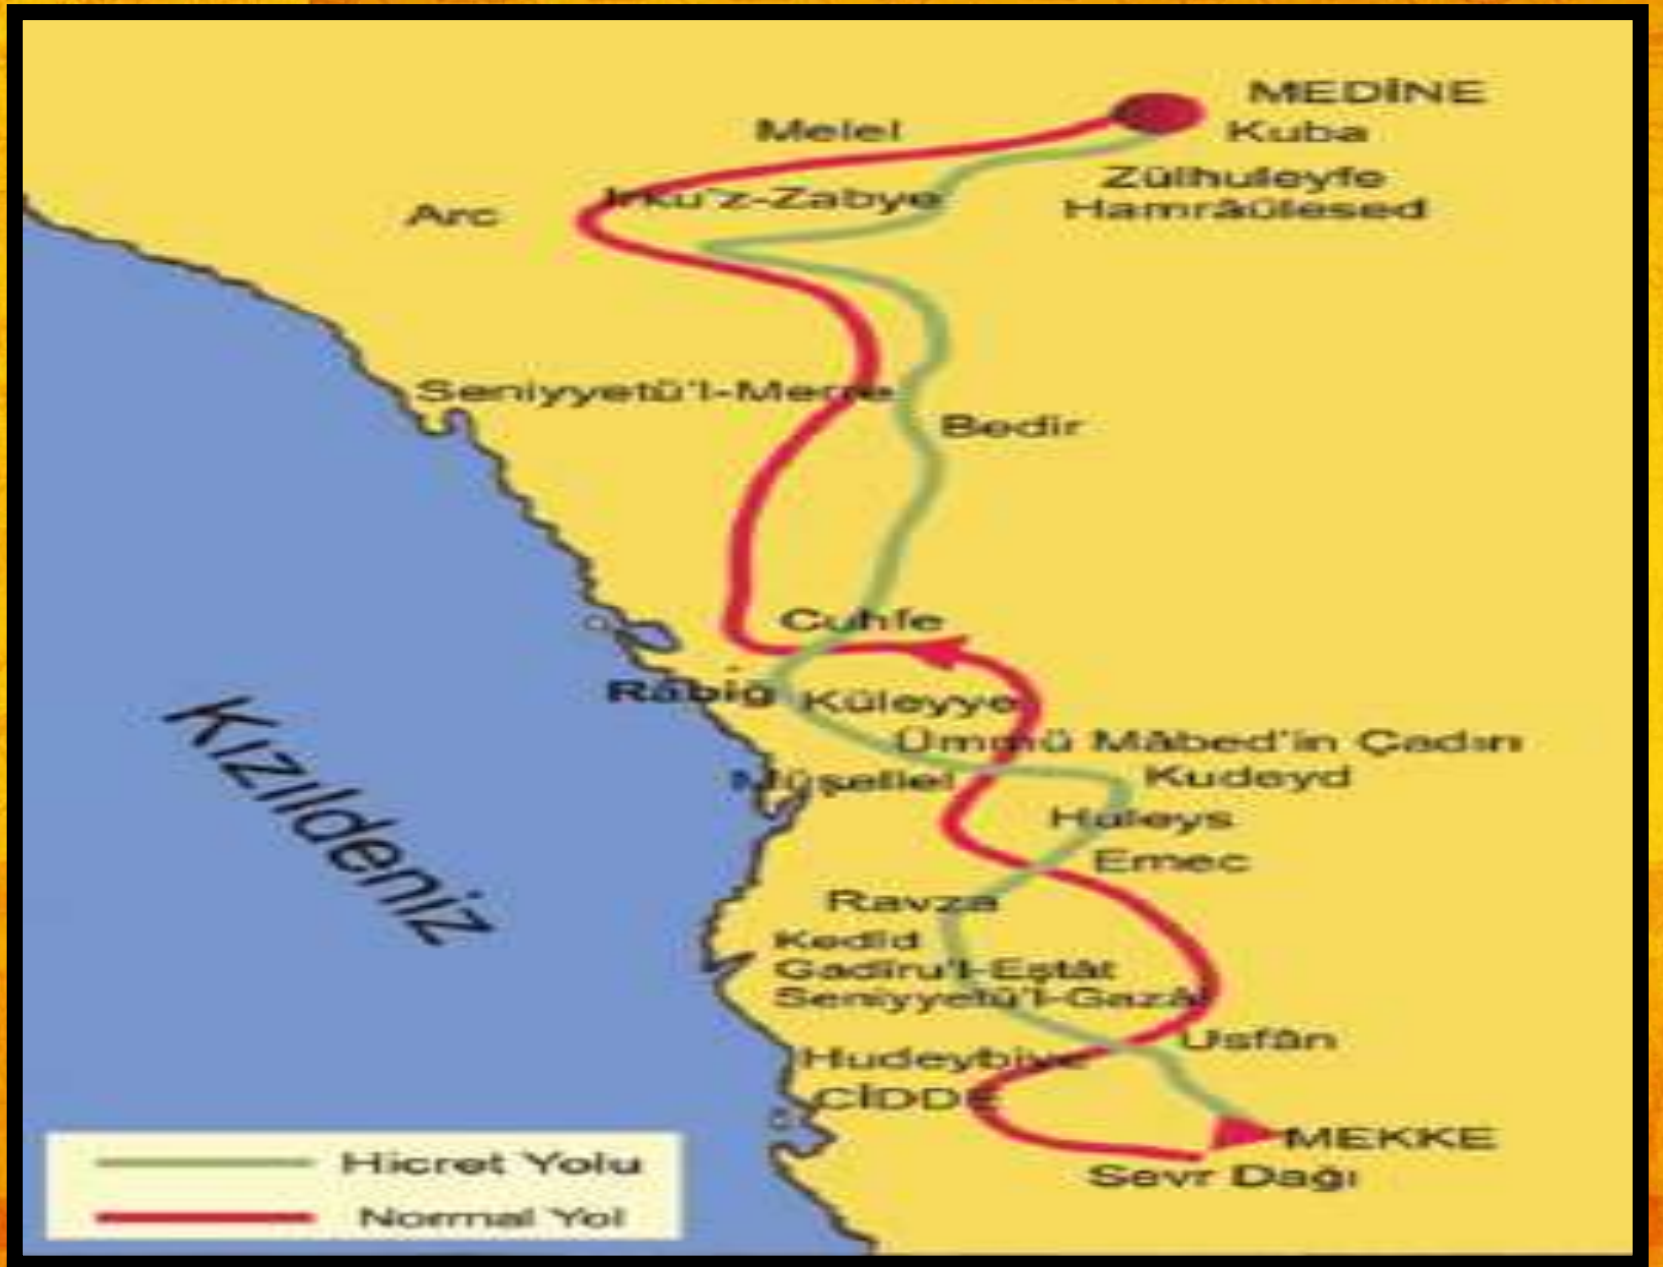 MEDİNE
Kuba
Melel
Zülhuleyfe
Hamrâülesed
Irku'z-Zabye
Arc
Seniyyetü'l-Merre
Bedir
Cuhfe
Râbiğ
Küleyye
Ümmü Mâbed'in Çadırı
Kudeyd
Müşellel
Huleys
Emec
Ravza
Kedîd
Gadîru'l-Eştât
Seniyyetü'l-Gazâl
Usfân
Hudeybiye
CİDDE
MEKKE
Sevr Dağı
Kızıldeniz
Hicret Yolu
Normal Yol